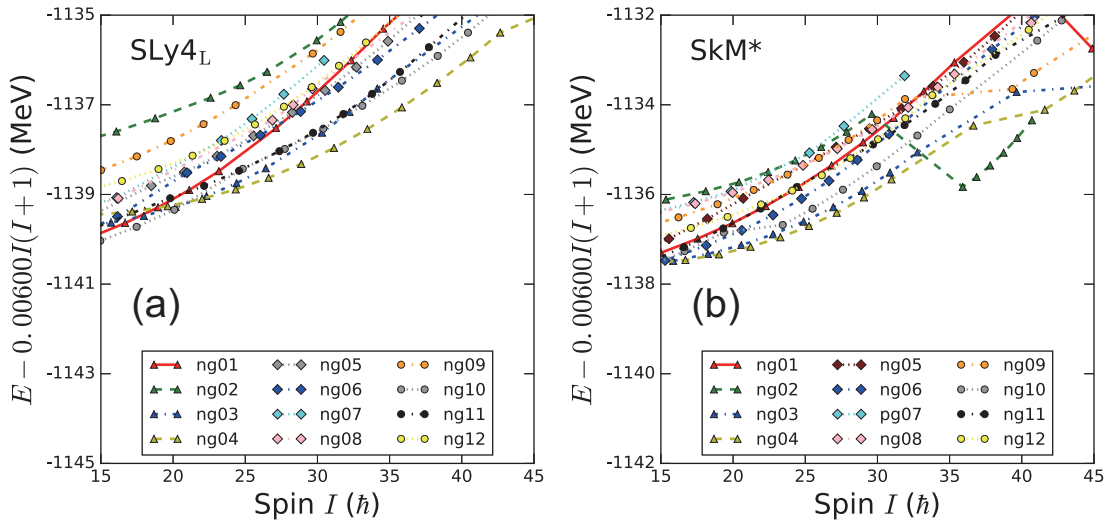 -1135
-1137
-1139
-1141
-1143
-1145
E−0.00600I(I+1) (MeV)
SLy4L
(a)
ng01 ng05 ng09
ng02 ng06 ng10
ng03 ng07 ng11
ng04 ng08 ng12
15 20 25 30 35 40 45
Spin I (ħ)
-1132
-1134
-1136
-1138
-1140
-1142
E−0.00600I(I+1) (MeV)
SkM*
(b)
ng01 ng05 ng09
ng02 ng06 ng10
ng03 pg07 ng11
ng04 ng08 ng12
15 20 25 30 35 40 45
Spin I (ħ)